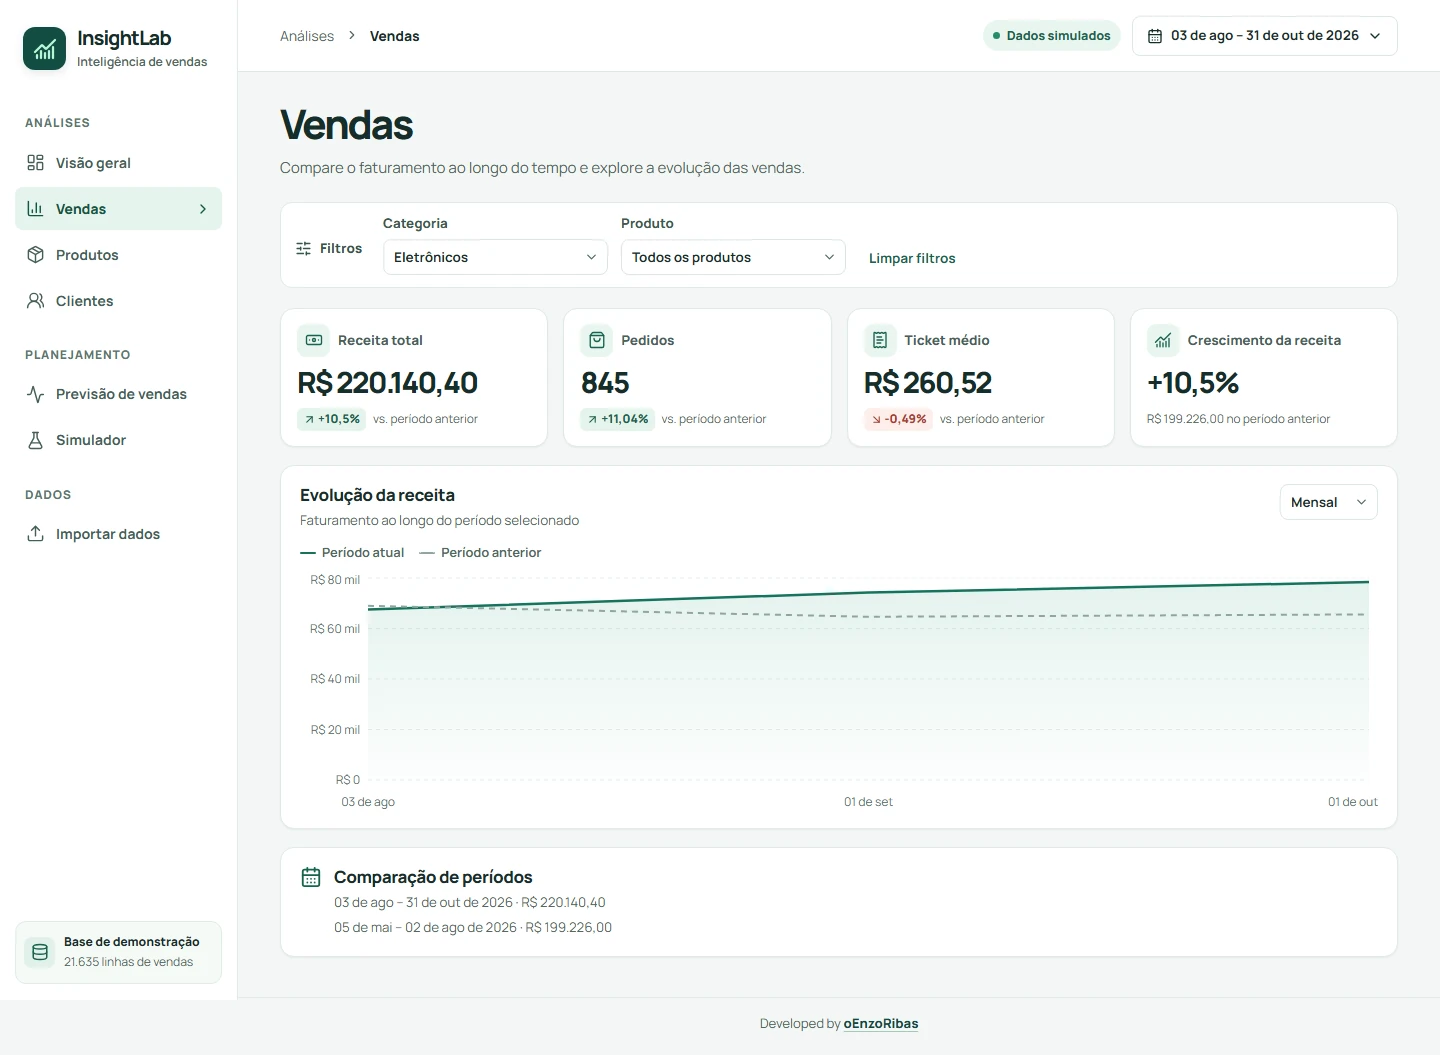 InsightLab
Inteligência de vendas
ANÁLISES
Visão geral
Vendas
Produtos
Clientes
PLANEJAMENTO
Previsão de vendas
Simulador
DADOS
Importar dados
Base de demonstração
21.635 linhas de vendas
Análises > Vendas
Dados simulados
03 de ago – 31 de out de 2026
Vendas
Compare o faturamento ao longo do tempo e explore a evolução das vendas.
Filtros
Categoria
Eletrônicos
Produto
Todos os produtos
Limpar filtros
Receita total
R$ 220.140,40
+10,5% vs. período anterior
Pedidos
845
+11,04% vs. período anterior
Ticket médio
R$ 260,52
-0,49% vs. período anterior
Crescimento da receita
+10,5%
R$ 199.226,00 no período anterior
Evolução da receita
Faturamento ao longo do período selecionado
Mensal
Período atual Período anterior
R$ 80 mil
R$ 60 mil
R$ 40 mil
R$ 20 mil
R$ 0
03 de ago 01 de set 01 de out
Comparação de períodos
03 de ago – 31 de out de 2026 · R$ 220.140,40
05 de mai – 02 de ago de 2026 · R$ 199.226,00
Developed by oEnzoRibas